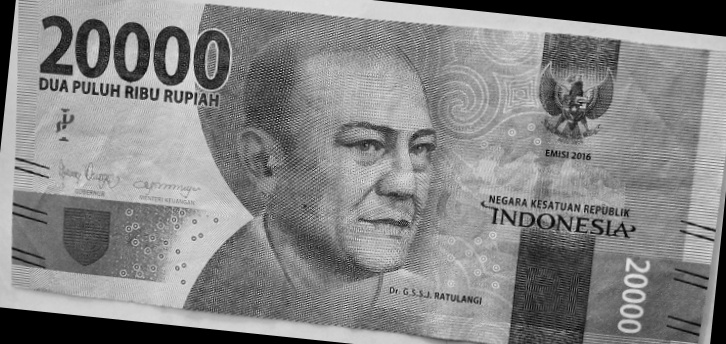 20000
DUA PULUH RIBU RUPIAH
EMISI 2016
GUBERNUR
MENTERI KEUANGAN
NEGARA KESATUAN REPUBLIK
INDONESIA
Dr. G.S.S.J. RATULANGI
20000